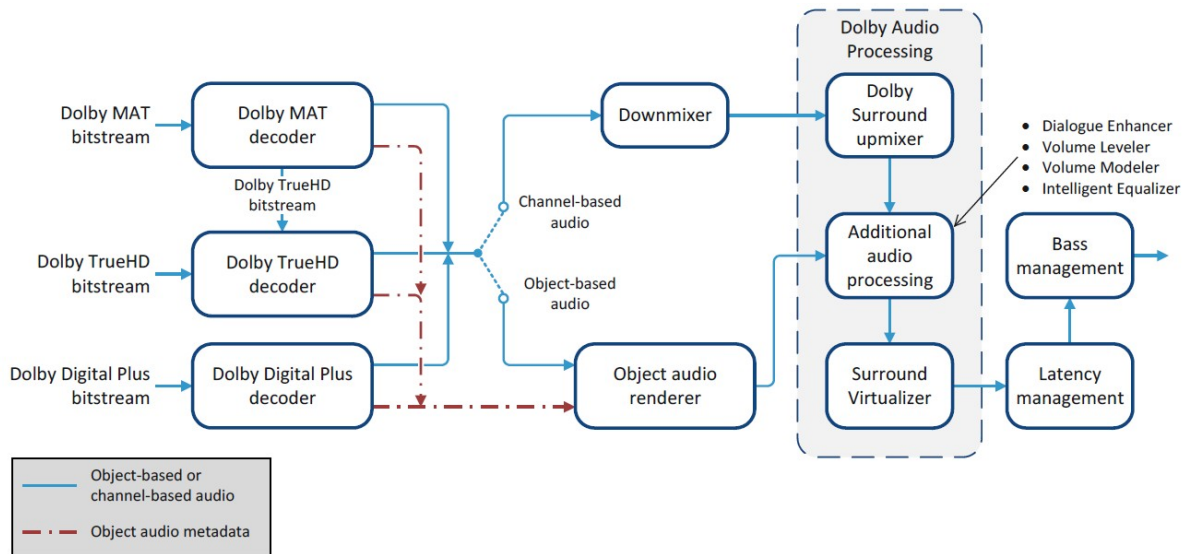 Dolby Audio
Processing
Dolby MAT
bitstream
Dolby MAT
decoder
Downmixer
Dolby
Surround
upmixer
• Dialogue Enhancer
• Volume Leveler
• Volume Modeler
• Intelligent Equalizer
Dolby TrueHD
bitstream
Channel-based
audio
Dolby TrueHD
bitstream
Dolby TrueHD
decoder
Object-based
audio
Additional
audio
processing
Bass
management
Dolby Digital Plus
bitstream
Dolby Digital Plus
decoder
Object audio
renderer
Surround
Virtualizer
Latency
management
Object-based or
channel-based audio
Object audio metadata